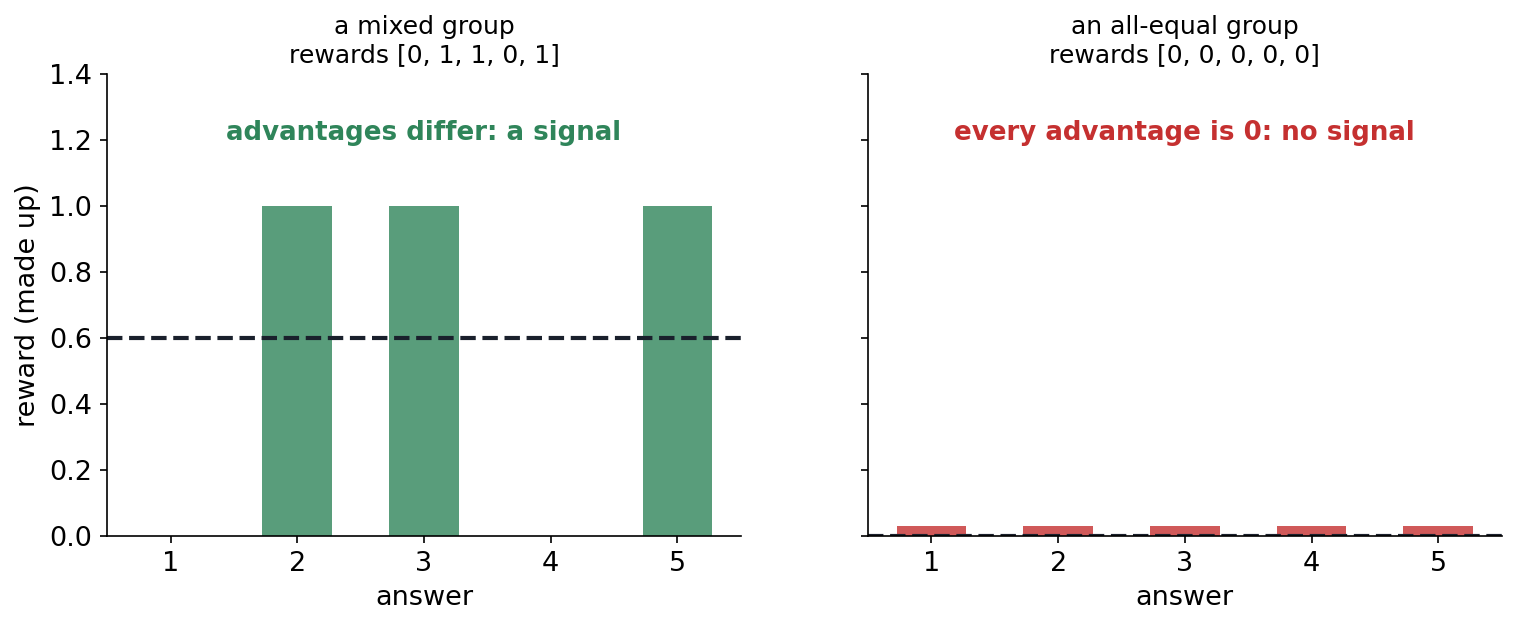 a mixed group
rewards [0, 1, 1, 0, 1]
advantages differ: a signal
reward (made up)
1.4
1.2
1.0
0.8
0.6
0.4
0.2
0.0
1 2 3 4 5
answer
an all-equal group
rewards [0, 0, 0, 0, 0]
every advantage is 0: no signal
1 2 3 4 5
answer